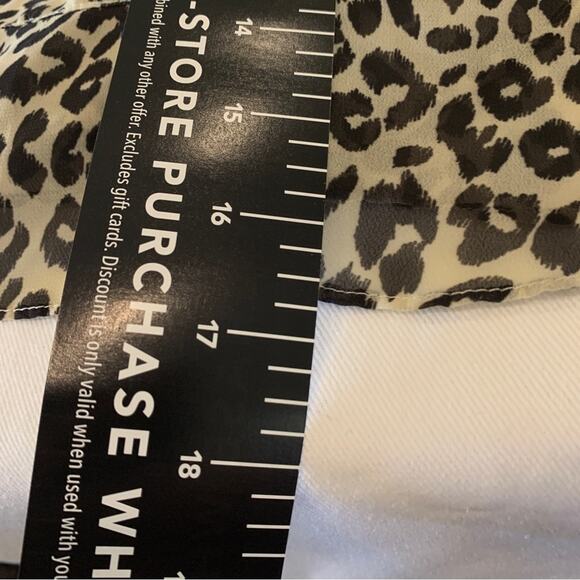 -STORE PURCHASE WH
bined with any other offer. Excludes gift cards. Discount is only valid when used with you
14
15
16
17
18